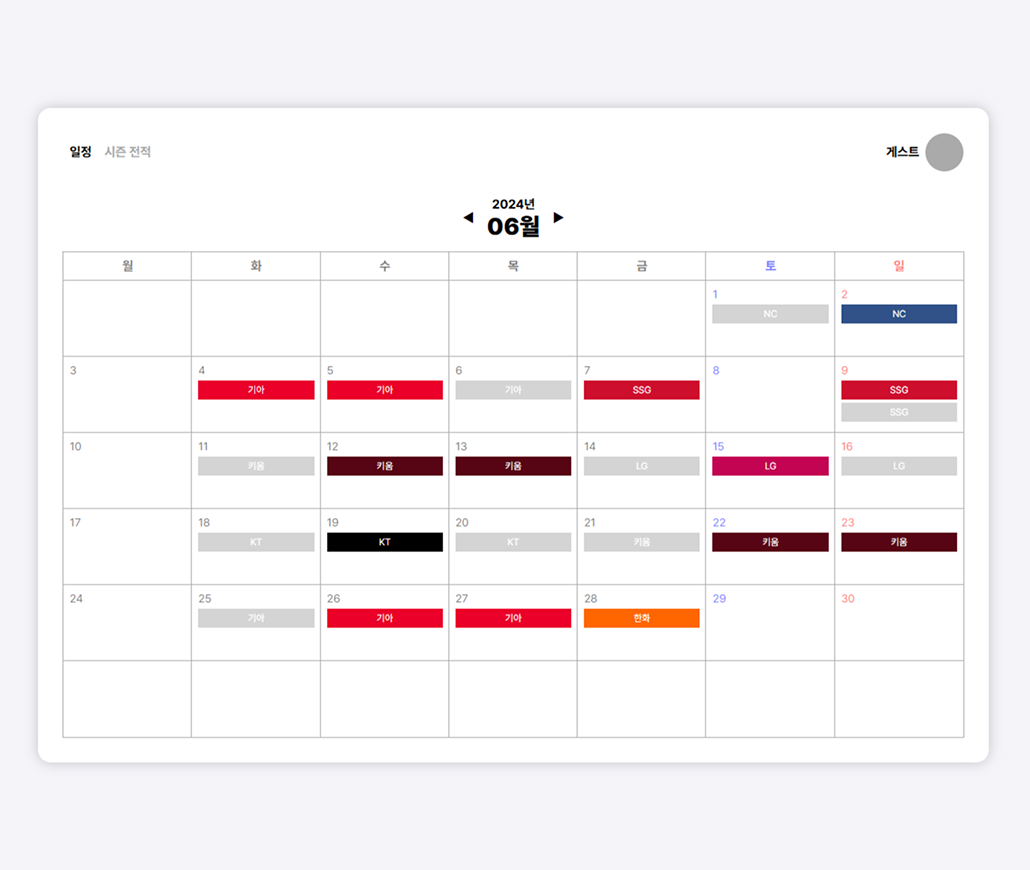 일정 시즌 전적
게스트
2024년
◀ 06월 ▶
월 화 수 목 금 토 일
1 2
NC NC
3 4 5 6 7 8 9
기아 기아 기아 SSG SSG
SSG
10 11 12 13 14 15 16
키움 키움 키움 LG LG LG
17 18 19 20 21 22 23
KT KT KT 키움 키움 키움
24 25 26 27 28 29 30
기아 기아 기아 한화